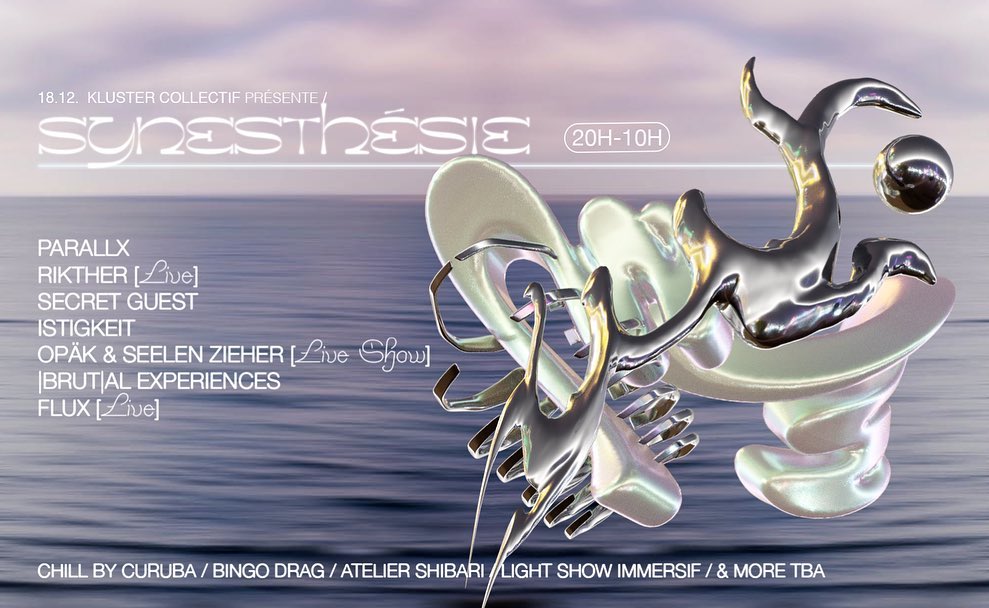 18.12. KLUSTER COLLECTIF PRÉSENTE /
SYNESTHÉSIE
20H-10H
PARALLX
RIKTHER [Live]
SECRET GUEST
ISTIGKEIT
OPÄK & SEELEN ZIEHER [Live Show]
|BRUT|AL EXPERIENCES
FLUX [Live]
CHILL BY CURUBA / BINGO DRAG / ATELIER SHIBARI / LIGHT SHOW IMMERSIF / & MORE TBA